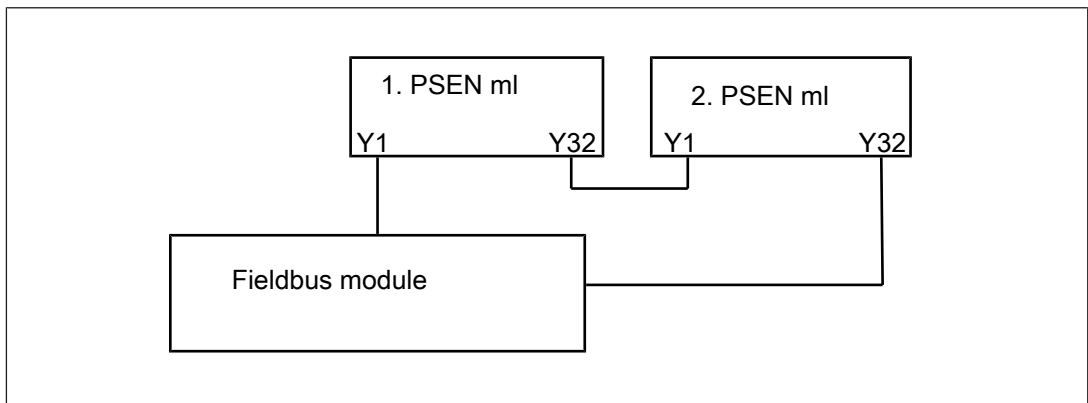 1. PSEN ml
2. PSEN ml
Y1
Y32
Y1
Y32
Fieldbus module